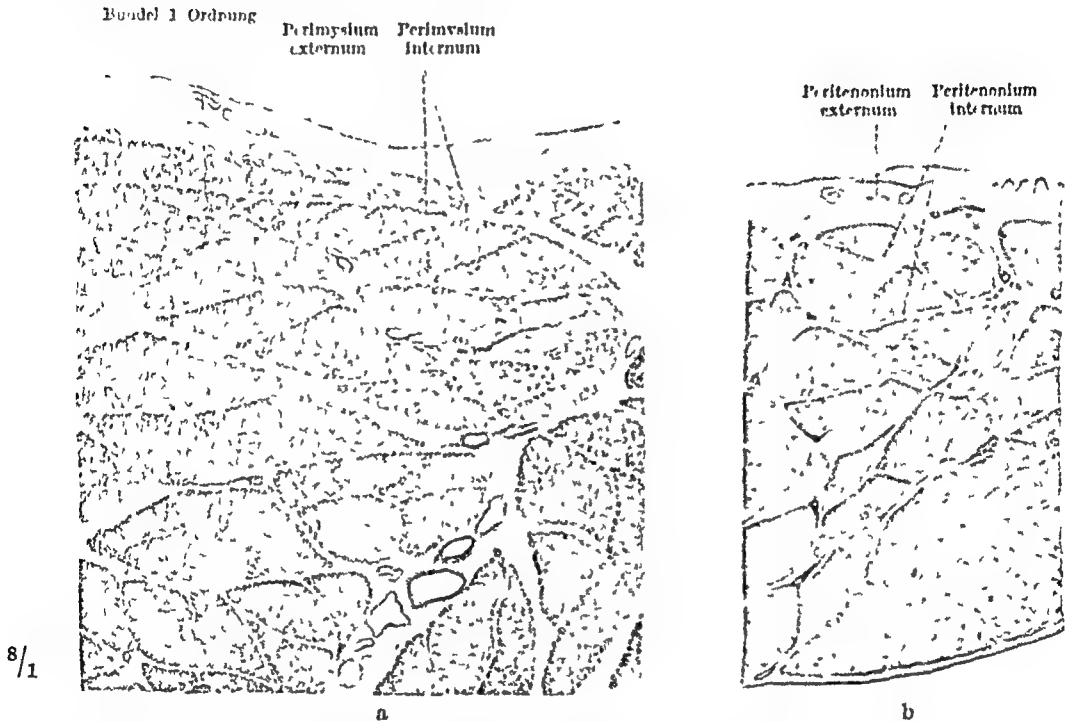 Bündel 1 Ordnung
Perimysium externum
Perimysium internum
Peritenonium externum
Peritenonium internum
8/1
a
b